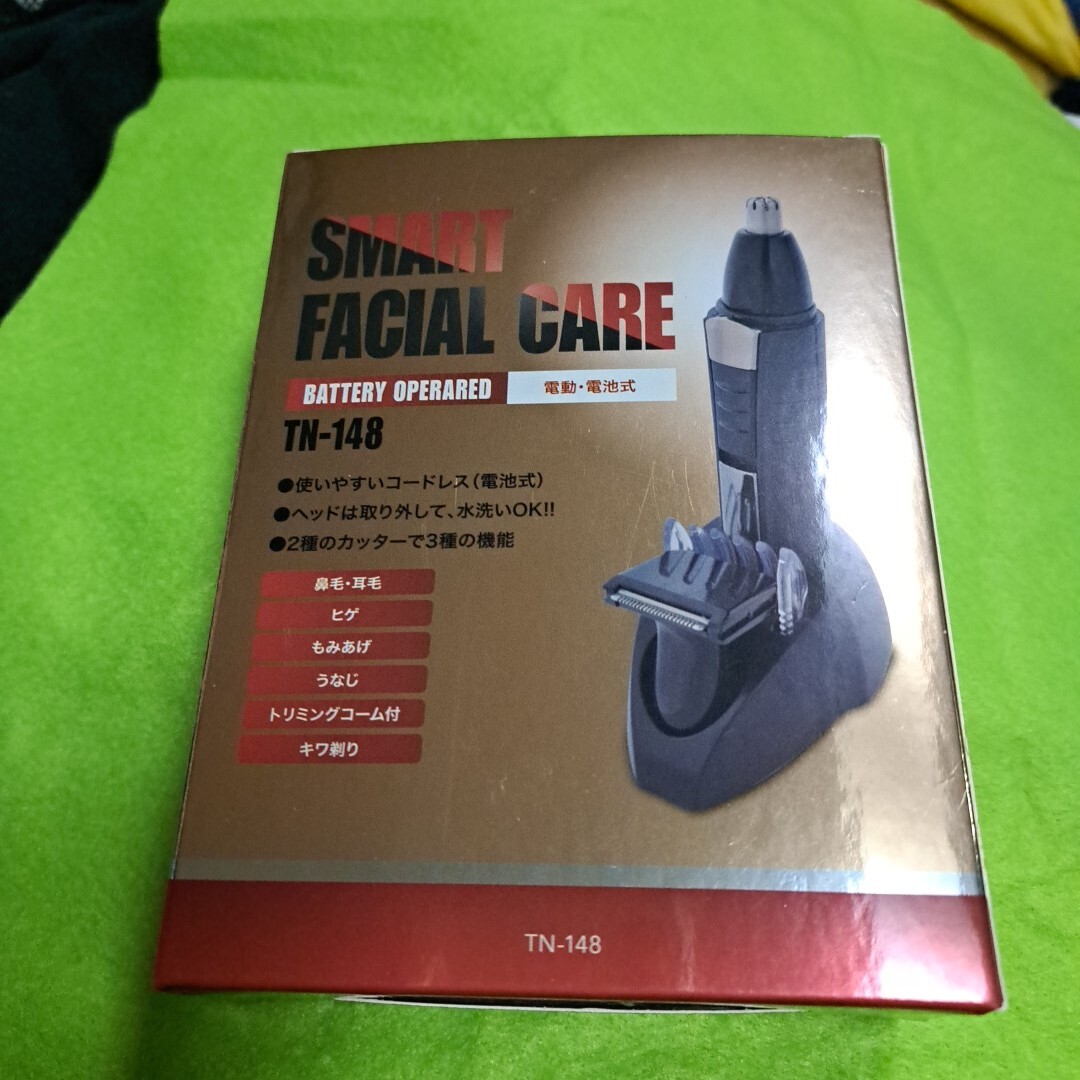 SMART
FACIAL CARE
BATTERY OPERARED 電動・電池式
TN-148
●使いやすいコードレス(電池式)
●ヘッドは取り外して、水洗いOK!!
●2種のカッターで3種の機能
鼻毛・耳毛
ヒゲ
もみあげ
うなじ
トリミングコーム付
キワ剃り
TN-148